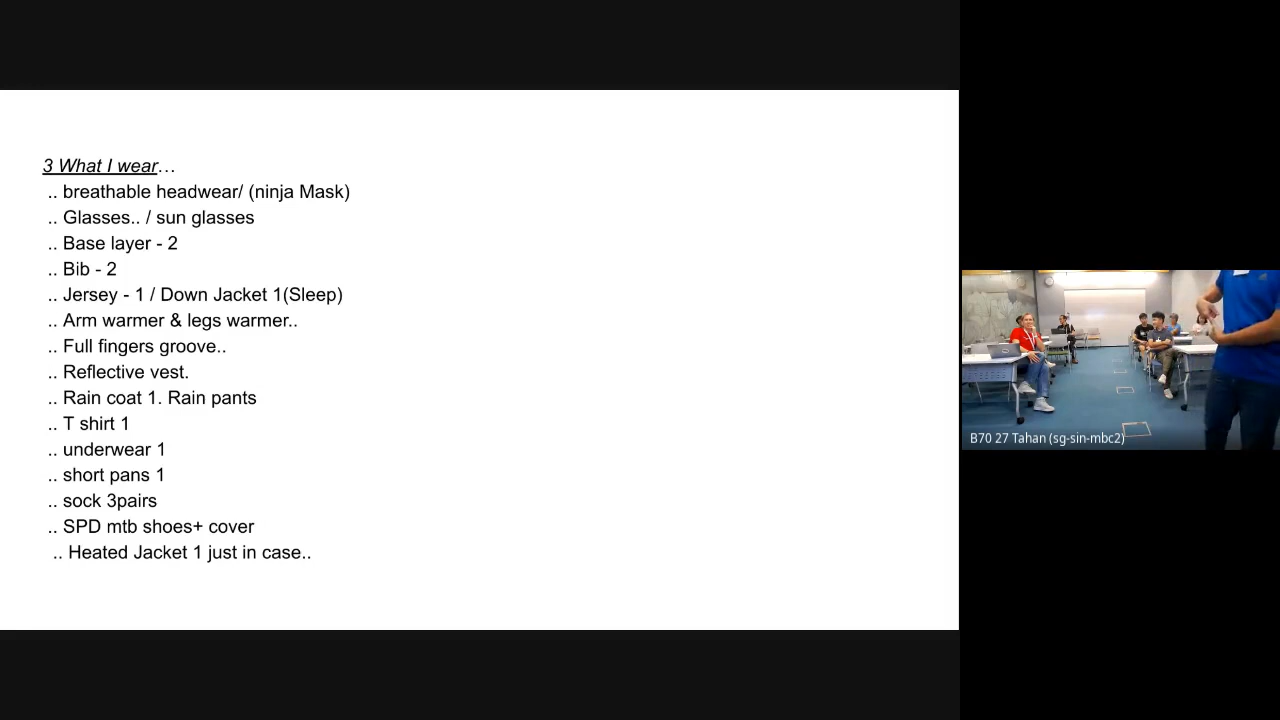 3 What I wear…
.. breathable headwear/ (ninja Mask)
.. Glasses.. / sun glasses
.. Base layer - 2
.. Bib - 2
.. Jersey - 1 / Down Jacket 1(Sleep)
.. Arm warmer & legs warmer..
.. Full fingers groove..
.. Reflective vest.
.. Rain coat 1. Rain pants
.. T shirt 1
.. underwear 1
.. short pans 1
.. sock 3pairs
.. SPD mtb shoes+ cover
.. Heated Jacket 1 just in case..
B70 27 Tahan (sg-sin-mbc2)